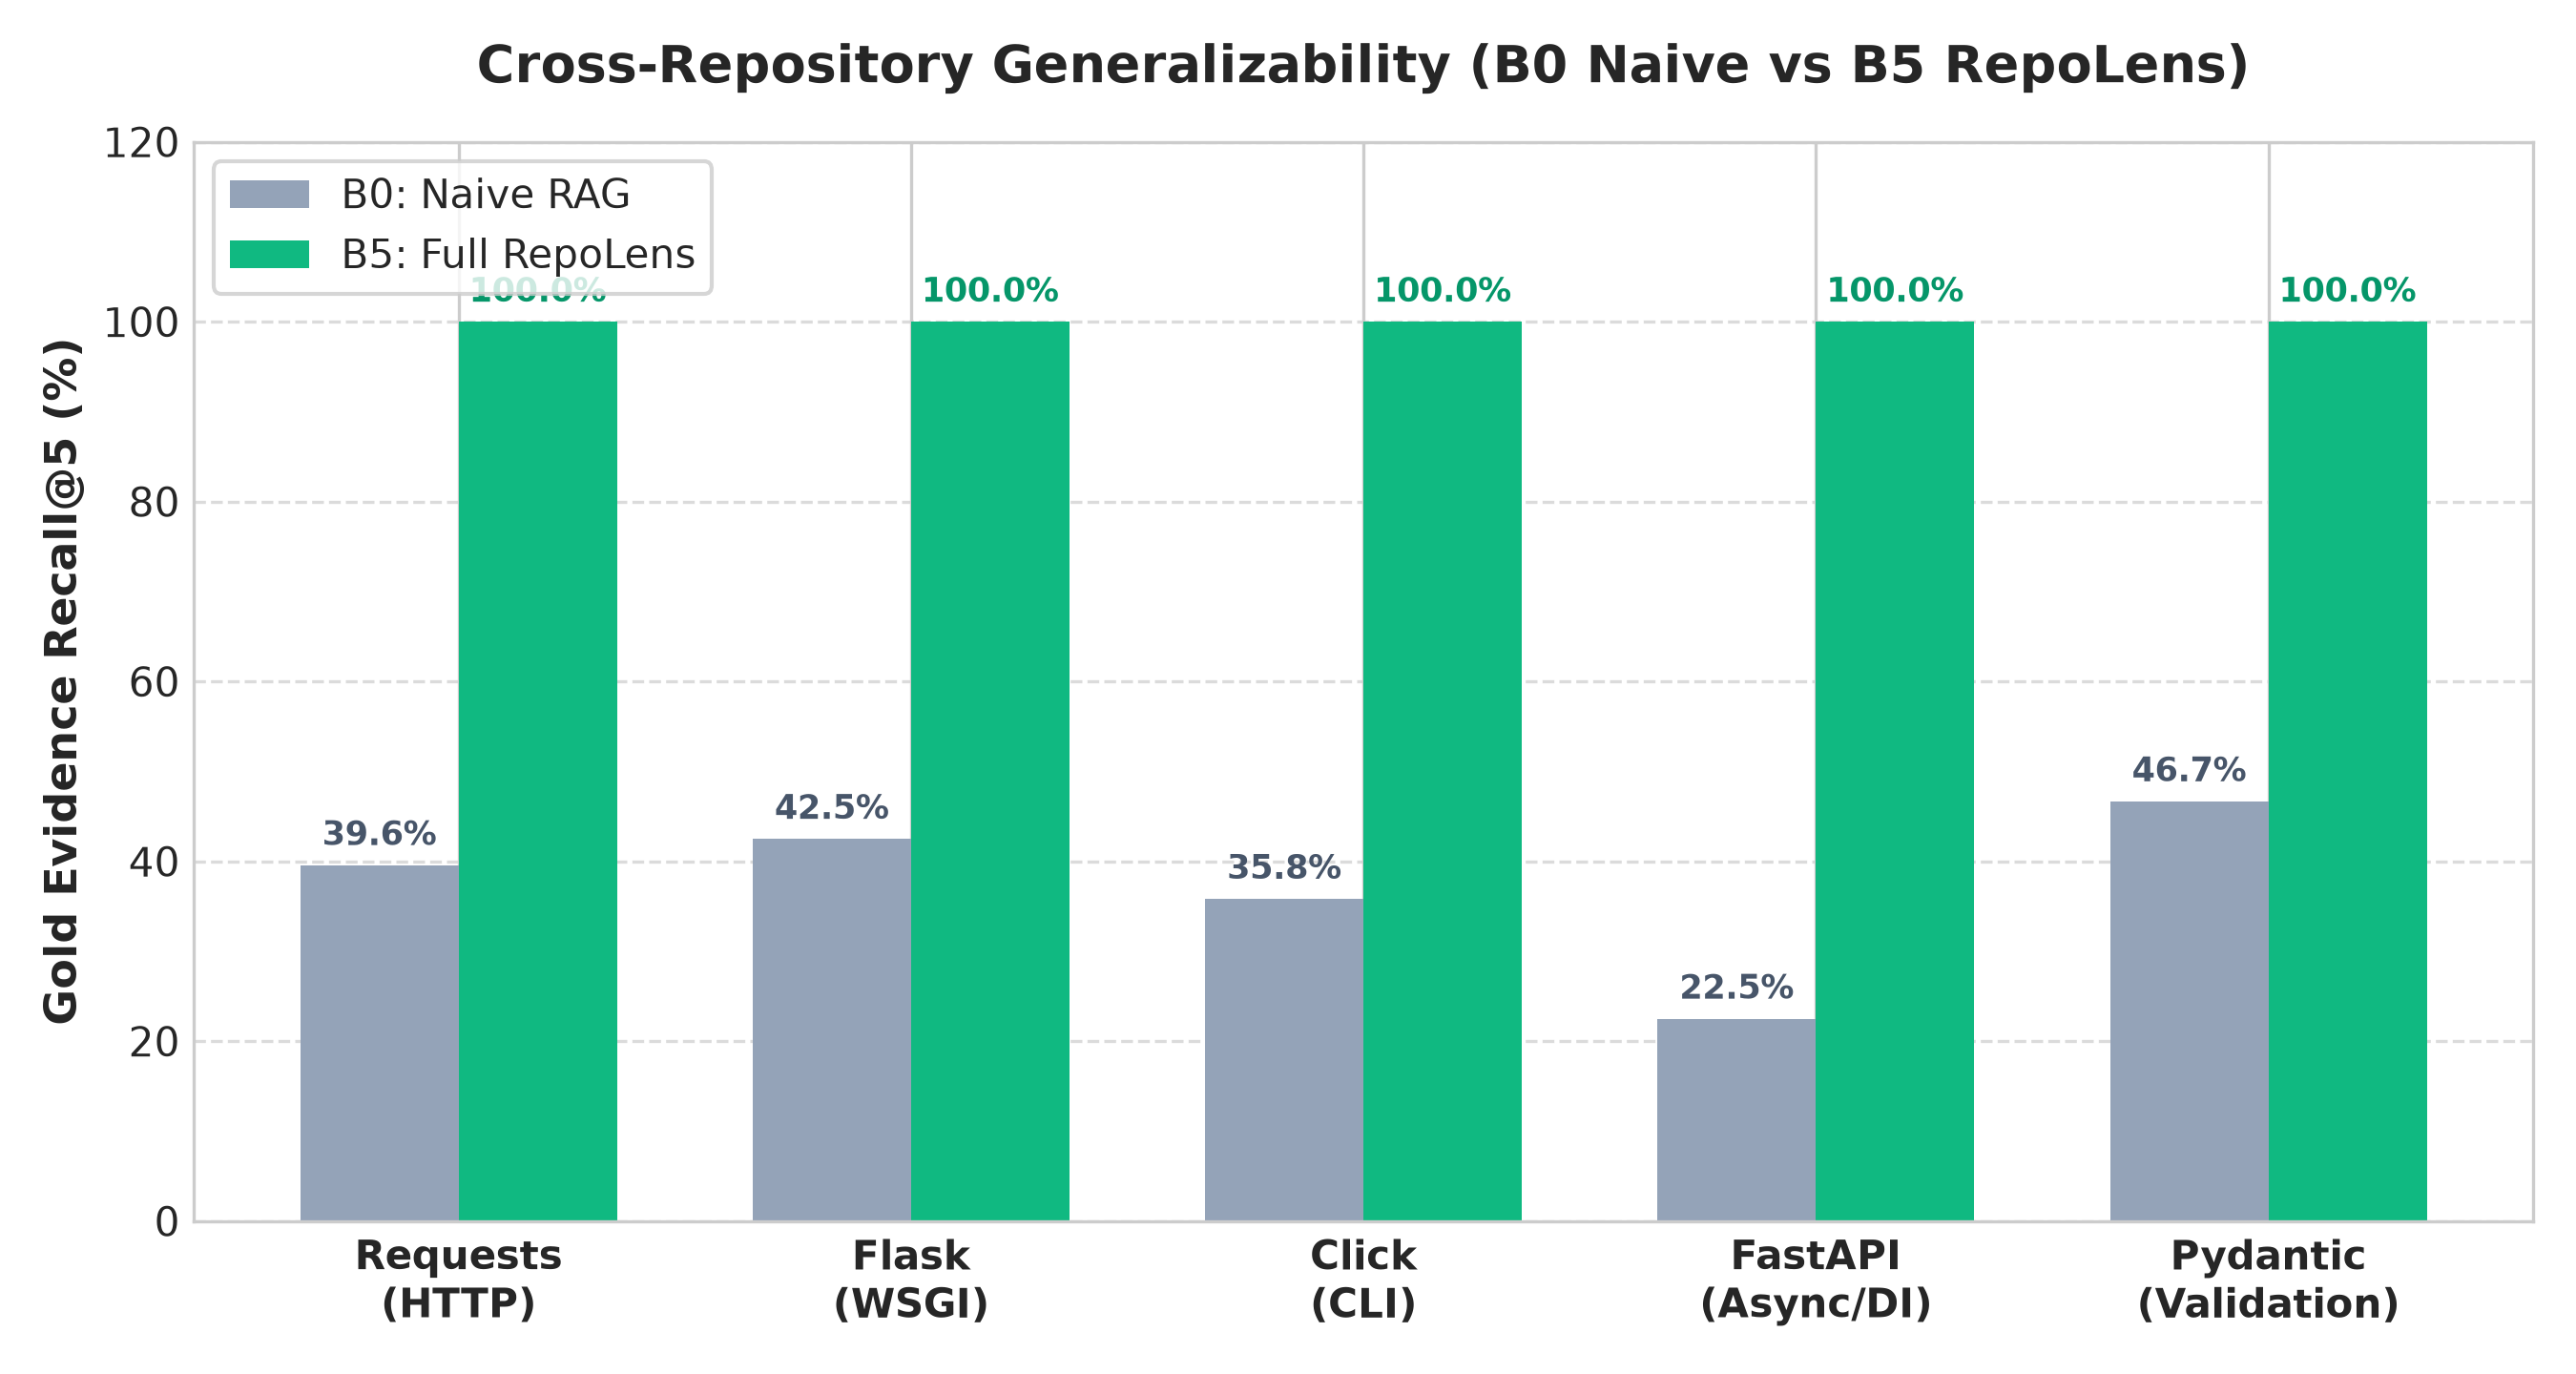 Cross-Repository Generalizability (B0 Naive vs B5 RepoLens)
Gold Evidence Recall@5 (%)
120
100
80
60
40
20
0
B0: Naive RAG
B5: Full RepoLens
39.6%
100.0%
42.5%
100.0%
35.8%
100.0%
22.5%
100.0%
46.7%
100.0%
Requests
(HTTP)
Flask
(WSGI)
Click
(CLI)
FastAPI
(Async/DI)
Pydantic
(Validation)